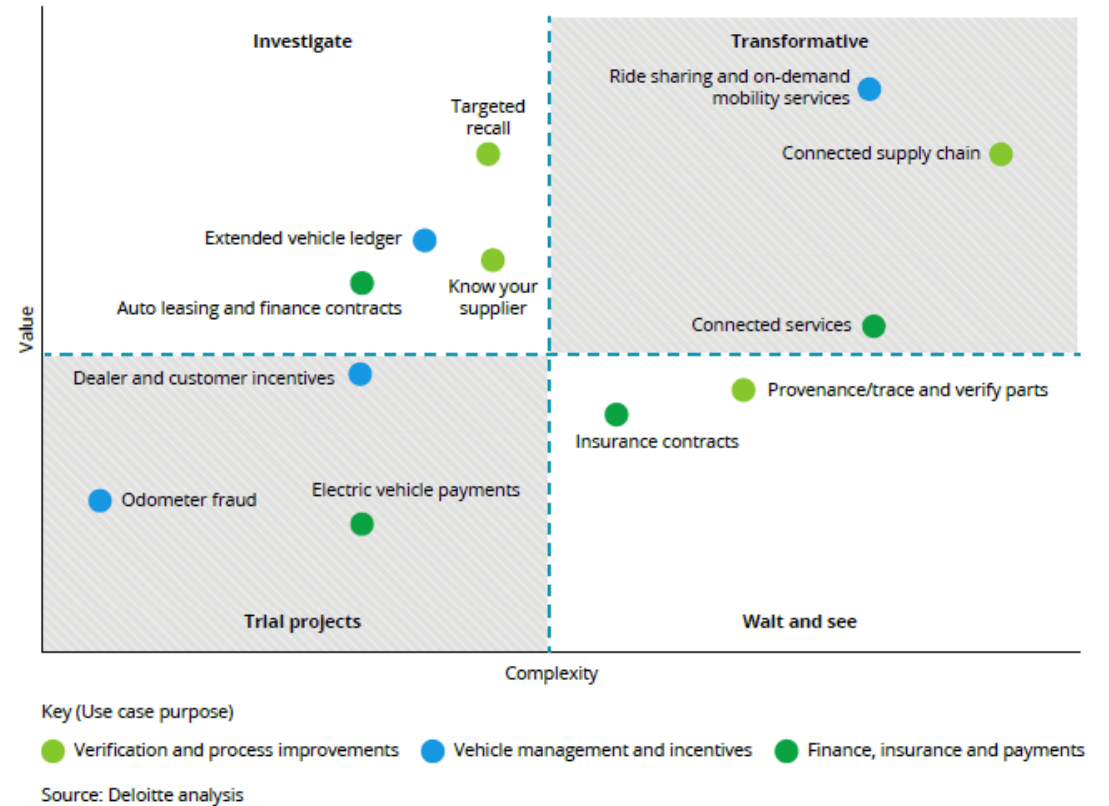 Investigate
Transformative
Ride sharing and on-demand
mobility services
Targeted
recall
Connected supply chain
Extended vehicle ledger
Know your
supplier
Auto leasing and finance contracts
Connected services
Value
Dealer and customer incentives
Provenance/trace and verify parts
Insurance contracts
Electric vehicle payments
Odometer fraud
Trial projects
Wait and see
Complexity
Key (Use case purpose)
Verification and process improvements
Vehicle management and incentives
Finance, insurance and payments
Source: Deloitte analysis